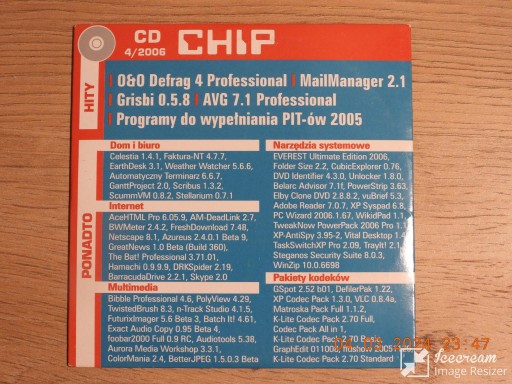 CD
4/2006
CHIP
HITY
O&O Defrag 4 Professional | MailManager 2.1
Grisbi 0.5.8 | AVG 7.1 Professional
Programy do wypełniania PIT-ów 2005
PONADTO
Dom i biuro
Celestia 1.4.1, Faktura-NT 4.7.7,
EarthDesk 3.1, Weather Watcher 5.6.6,
Automatyczny Terminarz 6.6.7,
GanttProject 2.0, Scribus 1.3.2,
ScummVM 0.8.2, Stellarium 0.7.1
Internet
AceHTML Pro 6.05.9, AM-DeadLink 2.7,
BWMeter 2.4.2, FreshDownload 7.48,
Netscape 8.1, Azureus 2.4.0.1 Beta 9,
GreatNews 1.0 Beta (Build 360),
The Bat! Professional 3.71.01,
Hamachi 0.9.9.9, DRKSpider 2.19,
BarracudaDrive 2.2.1, Skype 2.0
Multimedia
Bibble Professional 4.6, PolyView 4.29,
TwistedBrush 8.3, n-Track Studio 4.1.5,
FuturixImager 5.6 Beta 3, Batch It! 4.61,
Exact Audio Copy 0.95 Beta 4,
foobar2000 Full 0.9 RC, Audiotools 5.38,
Aurora Media Workshop 3.3.1,
ColorMania 2.4, BetterJPEG 1.5.0.3 Beta
Narzędzia systemowe
EVEREST Ultimate Edition 2006,
Folder Size 2.2, CubicExplorer 0.76,
DVD Identifier 4.3.0, Unlocker 1.8.0,
Belarc Advisor 7.1f, PowerStrip 3.63,
Elby Clone DVD 2.8.8.2, vuBrief 5.3,
Adobe Reader 7.0.7, XP Syspad 6.8,
PC Wizard 2006.1.67, WikidPad 1.1,
TweakNow PowerPack 2006 Pro 1.1
XP-AntiSpy 3.95-2, Vital Desktop 1.4
TaskSwitchXP Pro 2.09, TrayIt! 2.1
Steganos Security Suite 8.0.3,
WinZip 10.0.6698
Pakiety kodeków
GSpot 2.52 b01, DefilerPak 1.22,
XP Codec Pack 1.3.0, VLC 0.8.4a,
Matroska Pack Full 1.1.2,
K-Lite Codec Pack 2.70 Full,
Codec Pack All in 1,
K-Lite Codec Pack 2.70 Full,
GraphEdit 011008,
K-Lite Codec Pack 2.70 Standard
Icecream
Image Resizer